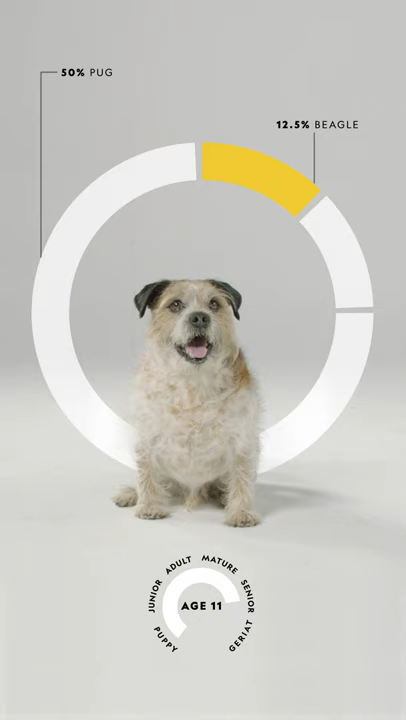 50% PUG
12.5% BEAGLE
PUPPY
JUNIOR
ADULT
MATURE
SENIOR
GERIAT
AGE 11